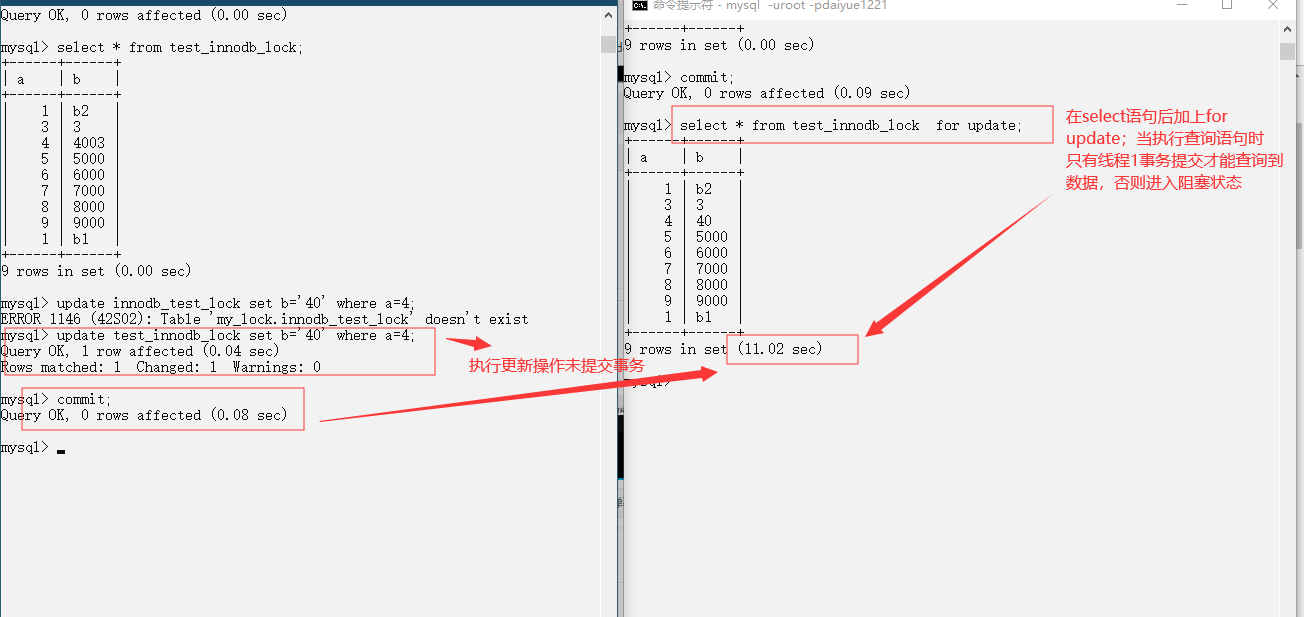 Query OK, 0 rows affected (0.00 sec)
mysql> select * from test_innodb_lock;
+------+------+
| a    | b    |
+------+------+
|    1 | b2   |
|    3 | 3    |
|    4 | 4003 |
|    5 | 5000 |
|    6 | 6000 |
|    7 | 7000 |
|    8 | 8000 |
|    9 | 9000 |
|    1 | b1   |
+------+------+
9 rows in set (0.00 sec)
mysql> update innodb_test_lock set b='40' where a=4;
ERROR 1146 (42S02): Table 'my_lock.innodb_test_lock' doesn't exist
mysql> update test_innodb_lock set b='40' where a=4;
Query OK, 1 row affected (0.04 sec)
Rows matched: 1  Changed: 1  Warnings: 0
mysql> commit;
Query OK, 0 rows affected (0.08 sec)
mysql>
执行更新操作未提交事务
命令提示符 - mysql  -uroot -pdaiyue1221
+------+------+
9 rows in set (0.00 sec)
mysql> commit;
Query OK, 0 rows affected (0.09 sec)
mysql> select * from test_innodb_lock  for update;
+------+------+
| a    | b    |
+------+------+
|    1 | b2   |
|    3 | 3    |
|    4 | 40   |
|    5 | 5000 |
|    6 | 6000 |
|    7 | 7000 |
|    8 | 8000 |
|    9 | 9000 |
|    1 | b1   |
+------+------+
9 rows in set (11.02 sec)
mysql>
在select语句后加上for
update；当执行查询语句时
只有线程1事务提交才能查询到
数据，否则进入阻塞状态